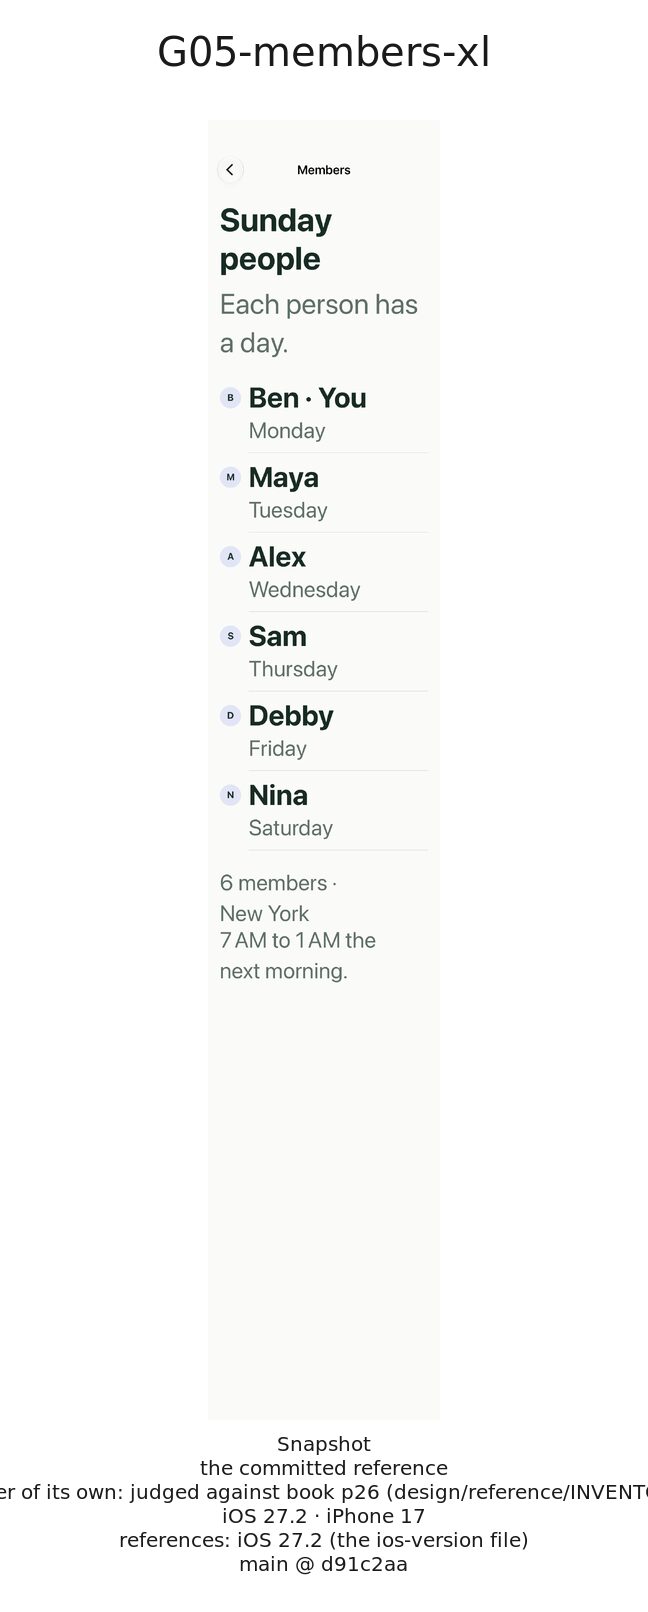 G05-members-xl
Members
Sunday
people
Each person has
a day.
B Ben · You
Monday
M Maya
Tuesday
A Alex
Wednesday
S Sam
Thursday
D Debby
Friday
N Nina
Saturday
6 members ·
New York
7 AM to 1 AM the
next morning.
Snapshot
the committed reference
of its own: judged against book p26 (design/reference/
iOS 27.2 · iPhone 17
references: iOS 27.2 (the ios-version file)
main @ d91c2aa